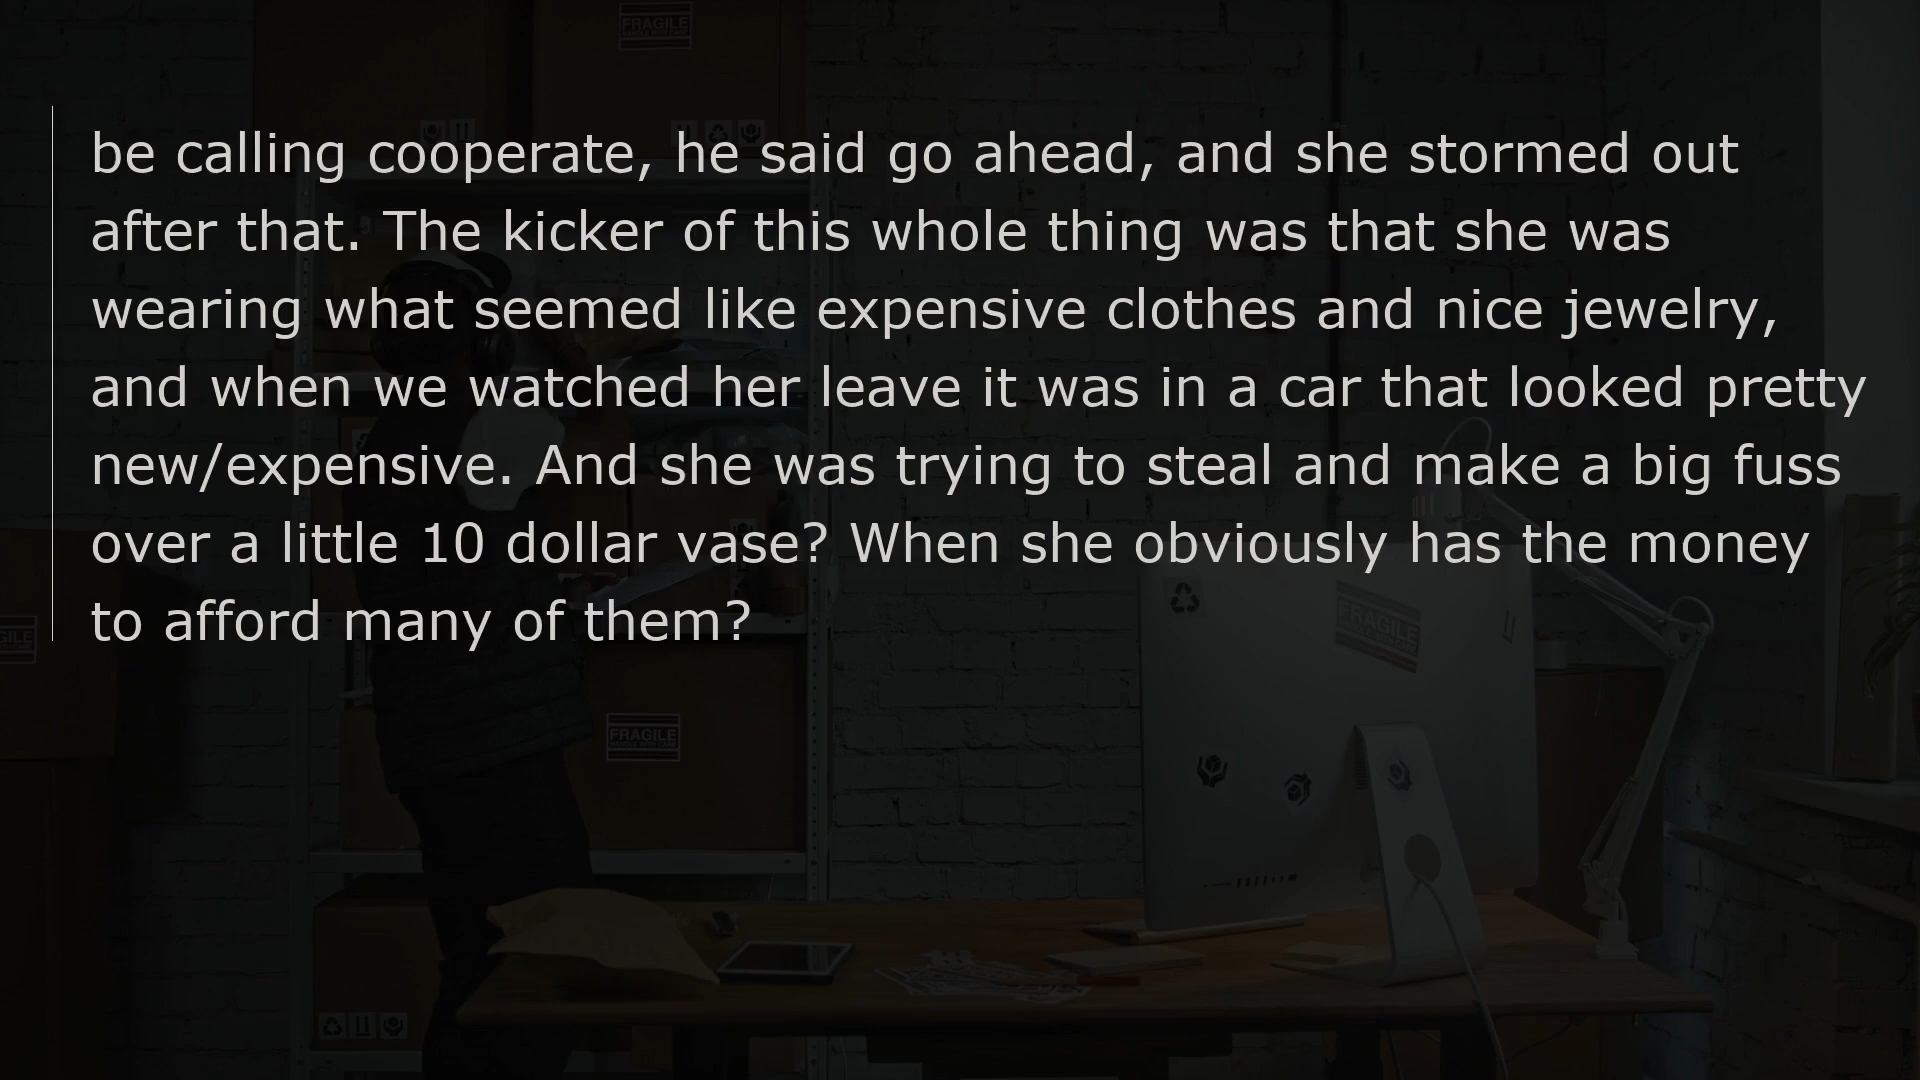 FRAGILE
be calling cooperate, he said go ahead, and she stormed out
after that. The kicker of this whole thing was that she was
wearing what seemed like expensive clothes and nice jewelry,
and when we watched her leave it was in a car that looked pretty
new/expensive. And she was trying to steal and make a big fuss
over a little 10 dollar vase? When she obviously has the money
to afford many of them?
FRAGILE
FRAGILE